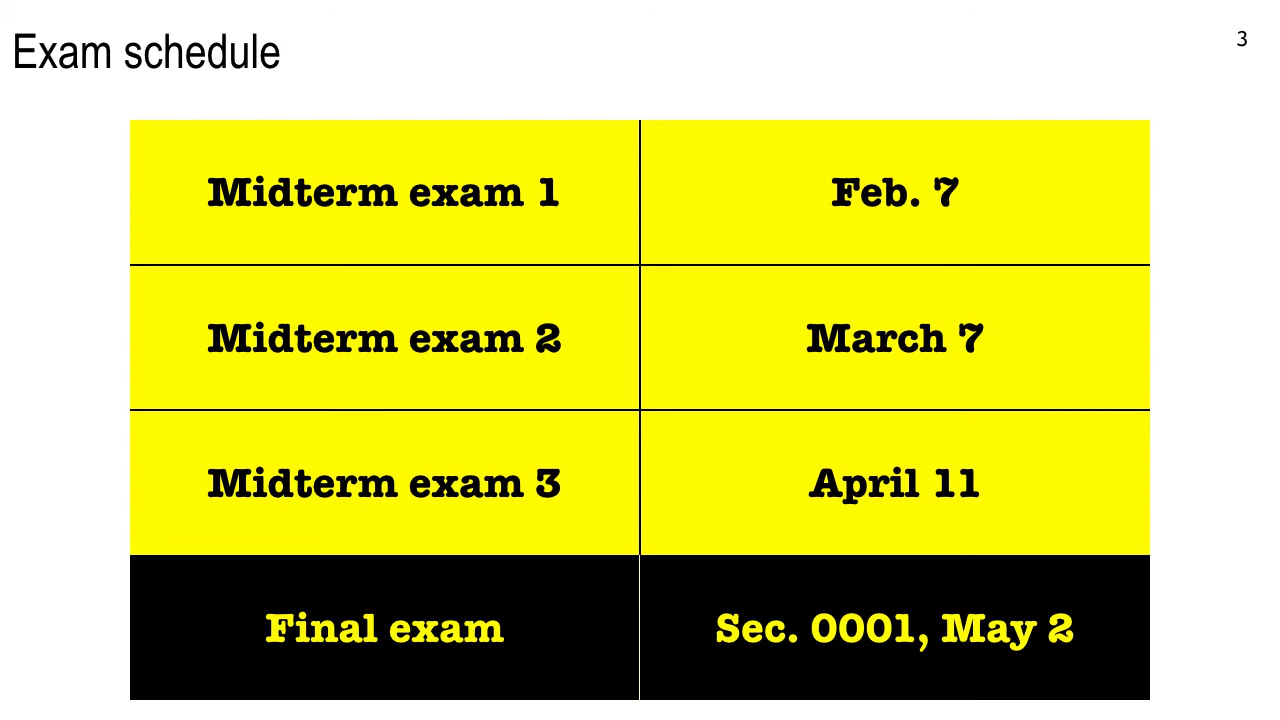 Exam schedule
3
Midterm exam 1
Feb. 7
Midterm exam 2
March 7
Midterm exam 3
April 11
Final exam
Sec. 0001, May 2